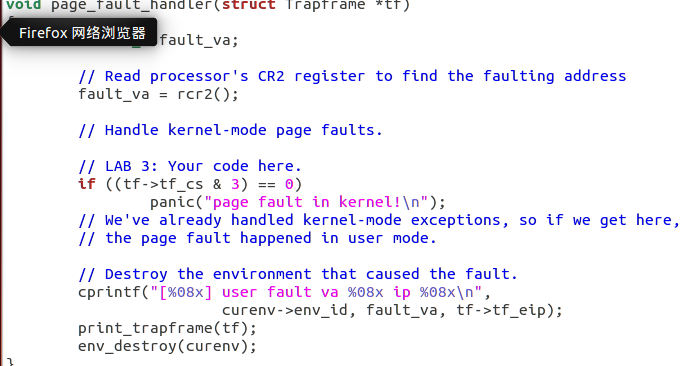 void page_fault_handler(struct Trapframe *tf)
Firefox 网络浏览器
fault_va;
// Read processor's CR2 register to find the faulting address
fault_va = rcr2();
// Handle kernel-mode page faults.
// LAB 3: Your code here.
if ((tf->tf_cs & 3) == 0)
panic("page fault in kernel!\n");
// We've already handled kernel-mode exceptions, so if we get here,
// the page fault happened in user mode.
// Destroy the environment that caused the fault.
cprintf("[%08x] user fault va %08x ip %08x\n",
curenv->env_id, fault_va, tf->tf_eip);
print_trapframe(tf);
env_destroy(curenv);
}